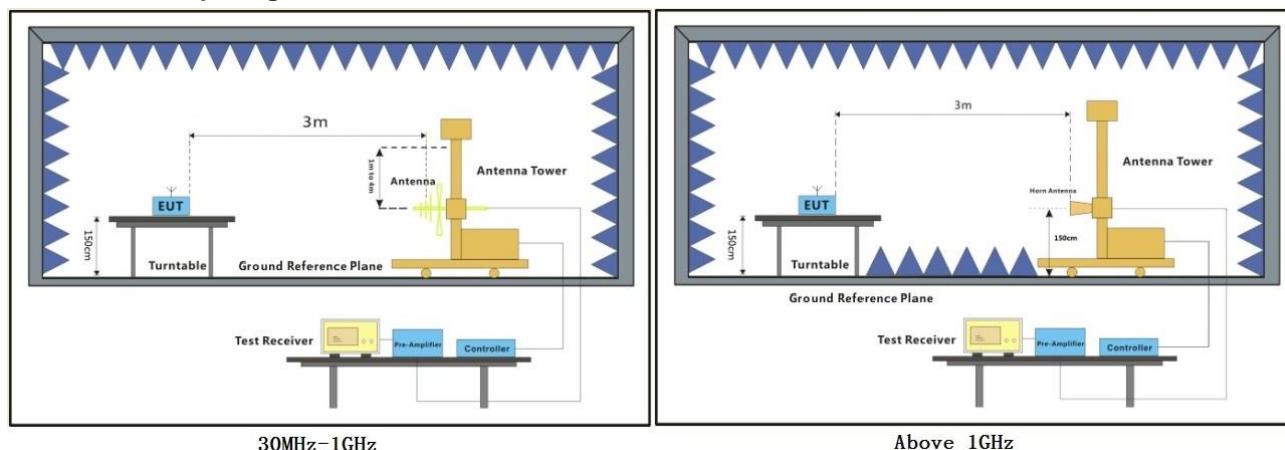 3m
1m to 4m
Antenna
Antenna Tower
EUT
150cm
Turntable
Ground Reference Plane
Test Receiver
Pre-Amplifier
Controller
30MHz-1GHz
3m
Antenna Tower
Horn Antenna
EUT
150cm
150cm
Turntable
Ground Reference Plane
Test Receiver
Pre-Amplifier
Controller
Above 1GHz